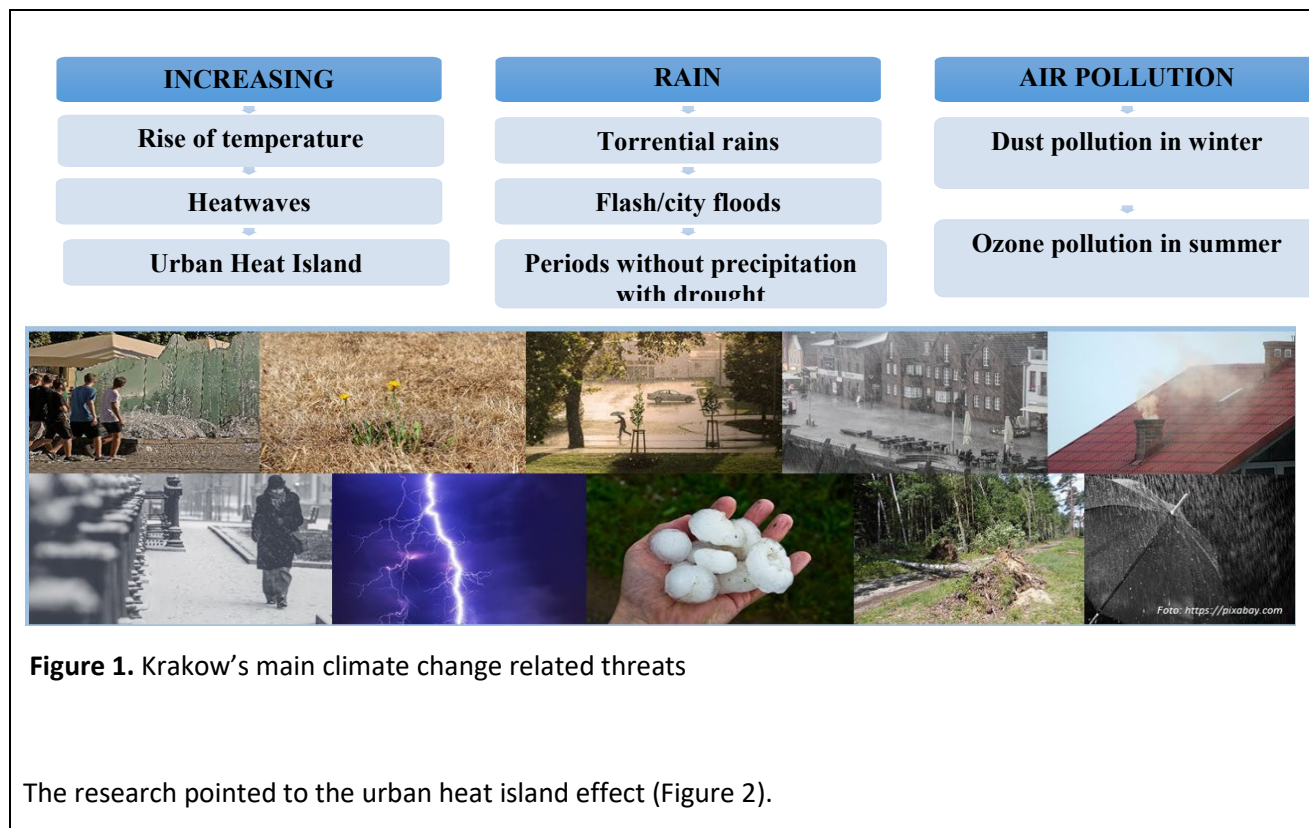 INCREASING
Rise of temperature
Heatwaves
Urban Heat Island
RAIN
Torrential rains
Flash/city floods
Periods without precipitation
with drought
AIR POLLUTION
Dust pollution in winter
Ozone pollution in summer
Foto: https://pixabay.com
Figure 1. Krakow’s main climate change related threats
The research pointed to the urban heat island effect (Figure 2).